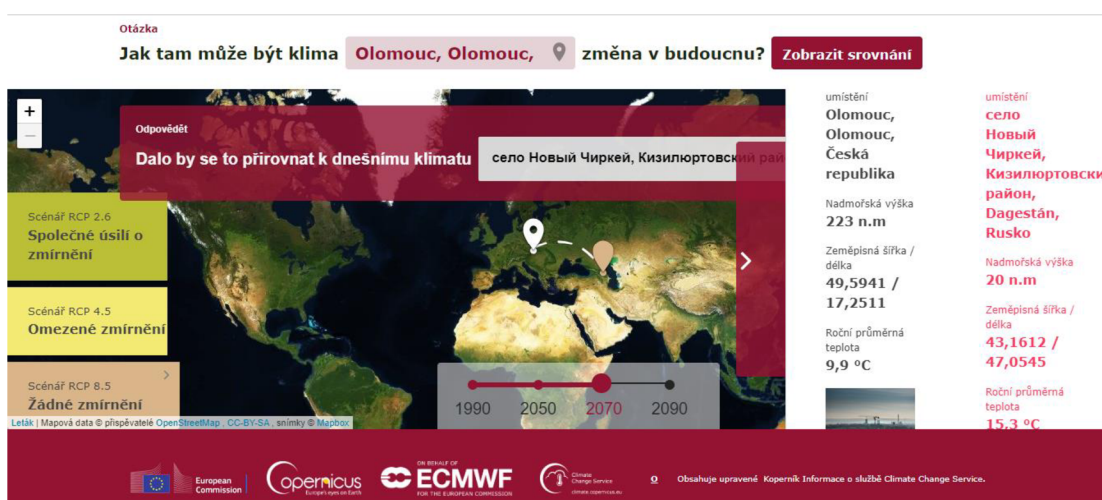 Otázka
Jak tam může být klima Olomouc, Olomouc, změna v budoucnu? Zobrazit srovnání
+
−
Odpovědět
Dalo by se to přirovnat k dnešnímu klimatu село Новый Чиркей, Кизилюртовский рай
Scénář RCP 2.6
Společné úsilí o
zmírnění
Scénář RCP 4.5
Omezené zmírnění
Scénář RCP 8.5
Žádné zmírnění
1990 2050 2070 2090
Leták | Mapová data © přispěvatelé OpenStreetMap , CC-BY-SA , snímky © Mapbox
umístění
Olomouc,
Olomouc,
Česká
republika
Nadmořská výška
223 n.m
Zeměpisná šířka /
délka
49,5941 /
17,2511
Roční průměrná
teplota
9,9 ºC
umístění
село
Новый
Чиркей,
Кизилюртовски
район,
Dagestán,
Rusko
Nadmořská výška
20 n.m
Zeměpisná šířka /
délka
43,1612 /
47,0545
Roční průměrná
teplota
15,3 ºC
European
Commission
Copernicus
Europe's eyes on Earth
ON BEHALF OF
ECMWF
FOR THE EUROPEAN COMMISSION
Climate
Change Service
climate.copernicus.eu
o Obsahuje upravené Koperník Informace o službě Climate Change Service.